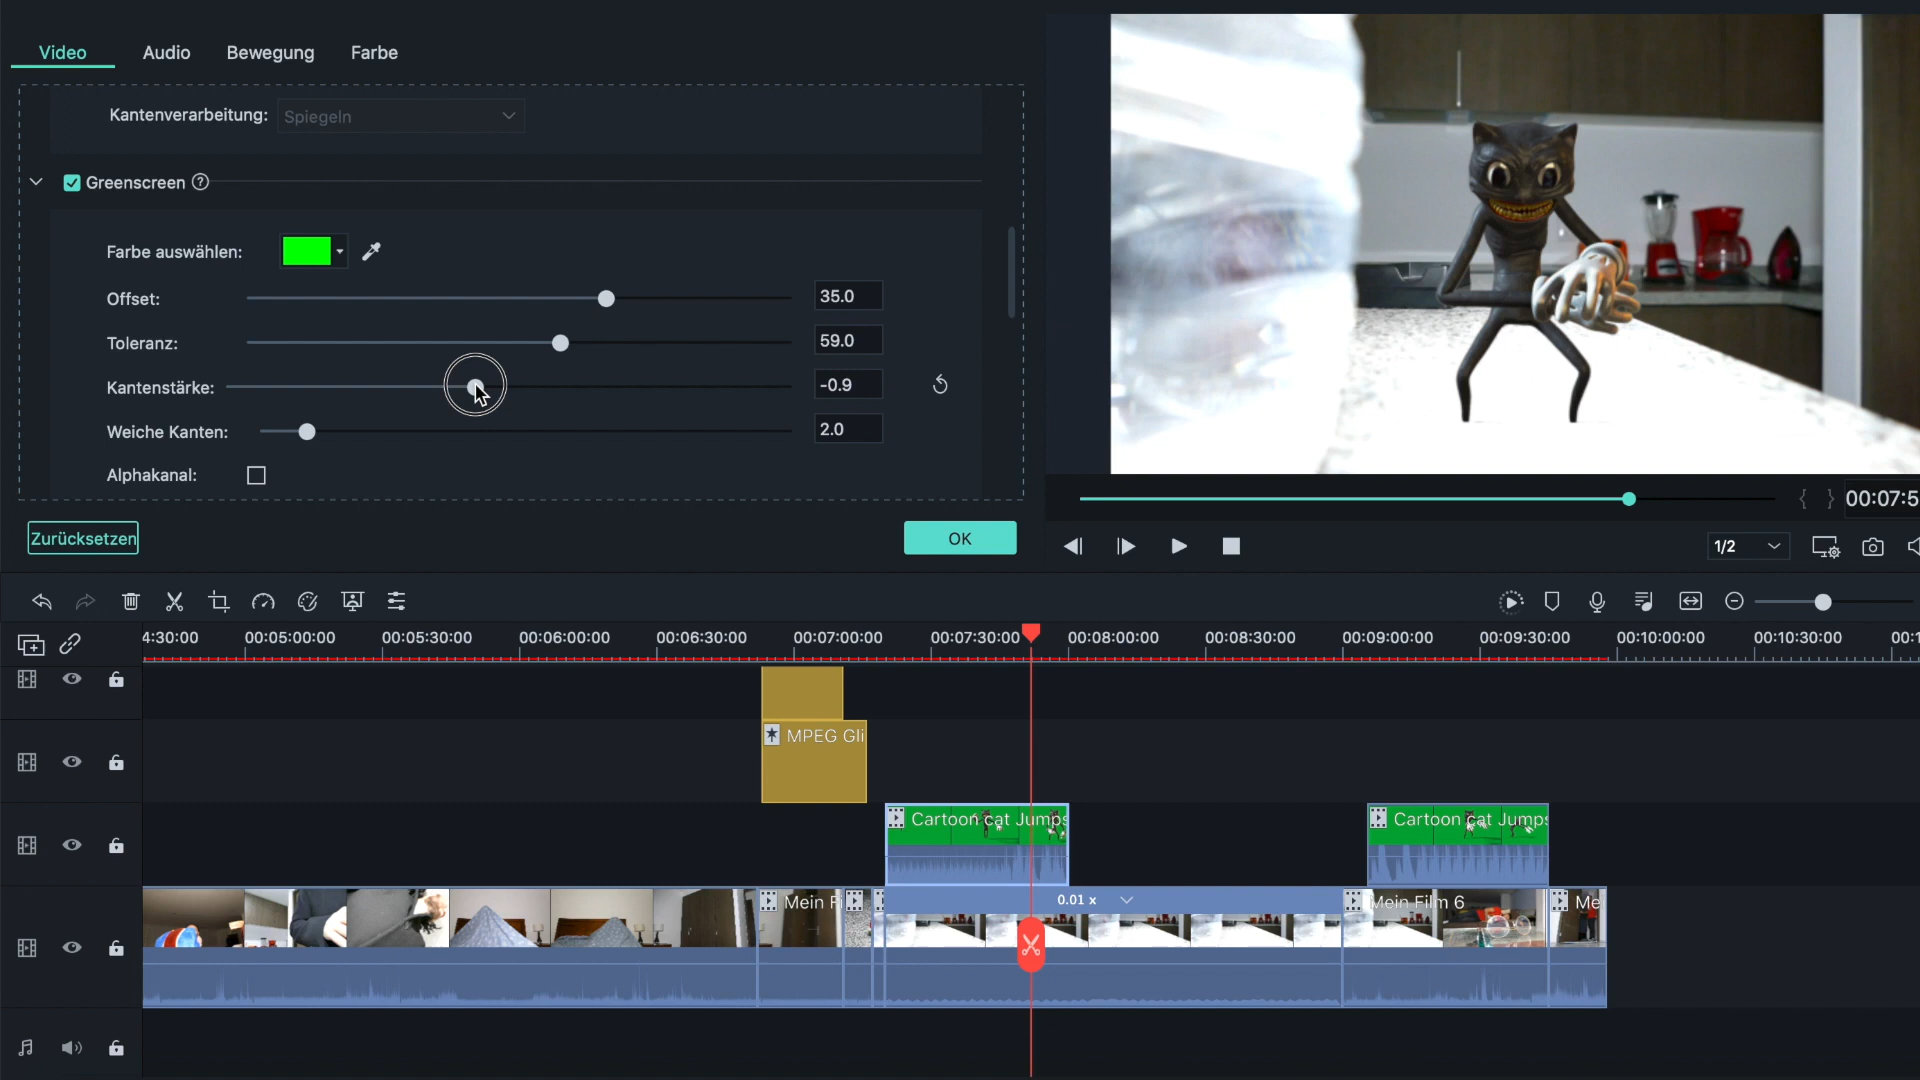 Video Audio Bewegung Farbe
Kantenverarbeitung: Spiegeln
Greenscreen ?
Farbe auswählen:
Offset: 35.0
Toleranz: 59.0
Kantenstärke: -0.9
Weiche Kanten: 2.0
Alphakanal:
Zurücksetzen OK
{ } 00:07:5
1/2
4:30:00 00:05:00:00 00:05:30:00 00:06:00:00 00:06:30:00 00:07:00:00 00:07:30:00 00:08:00:00 00:08:30:00 00:09:00:00 00:09:30:00 00:10:00:00 00:10:30:00 00:1
MPEG Gli
Cartoon cat Jumps Cartoon cat Jumps
Mein Fi 0.01 x Mein Film 6 Me